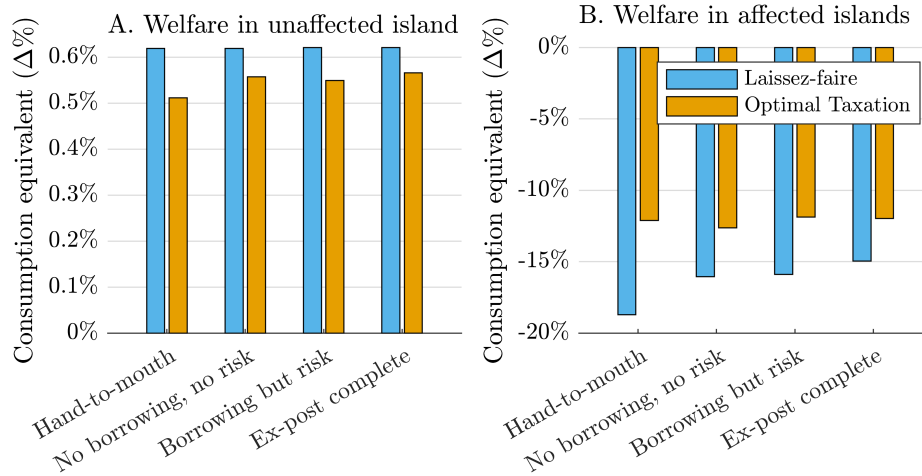 A. Welfare in unaffected island
Consumption equivalent (Δ%)
0.6%
0.5%
0.4%
0.3%
0.2%
0.1%
0%
Hand-to-mouth
No borrowing, no risk
Borrowing but risk
Ex-post complete
B. Welfare in affected islands
Consumption equivalent (Δ%)
0%
-5%
-10%
-15%
-20%
Laissez-faire
Optimal Taxation
Hand-to-mouth
No borrowing, no risk
Borrowing but risk
Ex-post complete